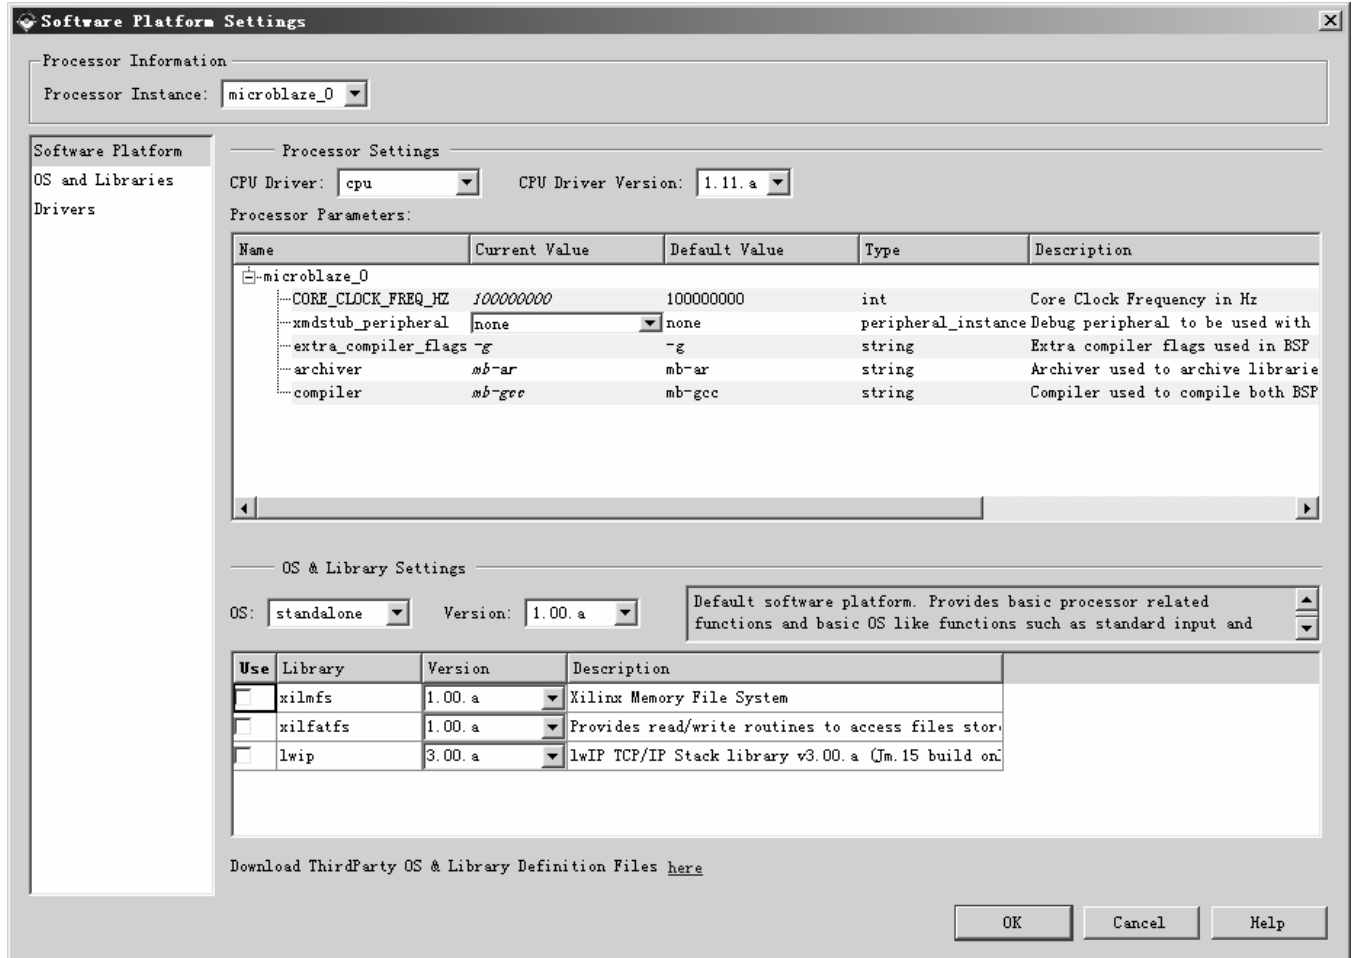 Software Platform Settings
Processor Information
Processor Instance: microblaze_0
Software Platform
OS and Libraries
Drivers
Processor Settings
CPU Driver: cpu CPU Driver Version: 1.11.a
Processor Parameters:
Name Current Value Default Value Type Description
microblaze_0
CORE_CLOCK_FREQ_HZ 100000000 100000000 int Core Clock Frequency in Hz
xmdstub_peripheral none none peripheral_instance Debug peripheral to be used with
extra_compiler_flags -g -g string Extra compiler flags used in BSP
archiver mb-ar mb-ar string Archiver used to archive librarie
compiler mb-gcc mb-gcc string Compiler used to compile both BSP
OS & Library Settings
OS: standalone Version: 1.00.a
Default software platform. Provides basic processor related
functions and basic OS like functions such as standard input and
Use Library Version Description
xilmfs 1.00.a Xilinx Memory File System
xilfatfs 1.00.a Provides read/write routines to access files stor
lwip 3.00.a lwIP TCP/IP Stack library v3.00.a (Jm.15 build onl
Download ThirdParty OS & Library Definition Files here
OK Cancel Help